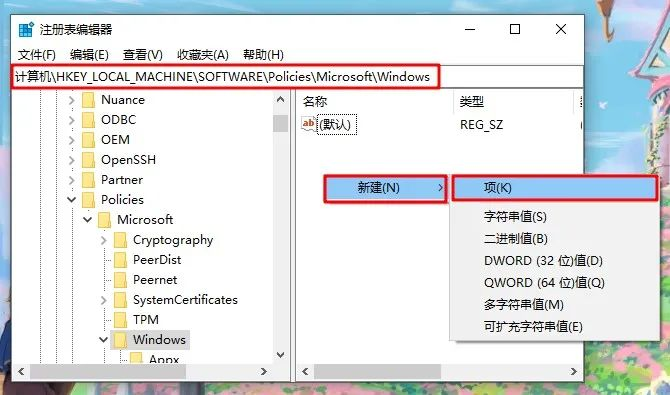 注册表编辑器
文件(F) 编辑(E) 查看(V) 收藏夹(A) 帮助(H)
计算机\HKEY_LOCAL_MACHINE\SOFTWARE\Policies\Microsoft\Windows
Nuance
ODBC
OEM
OpenSSH
Partner
Policies
Microsoft
Cryptography
PeerDist
Peernet
SystemCertificates
TPM
Windows
Appx
名称 类型
ab (默认) REG_SZ (
新建(N)
项(K)
字符串值(S)
二进制值(B)
DWORD (32 位)值(D)
QWORD (64 位)值(Q)
多字符串值(M)
可扩充字符串值(E)